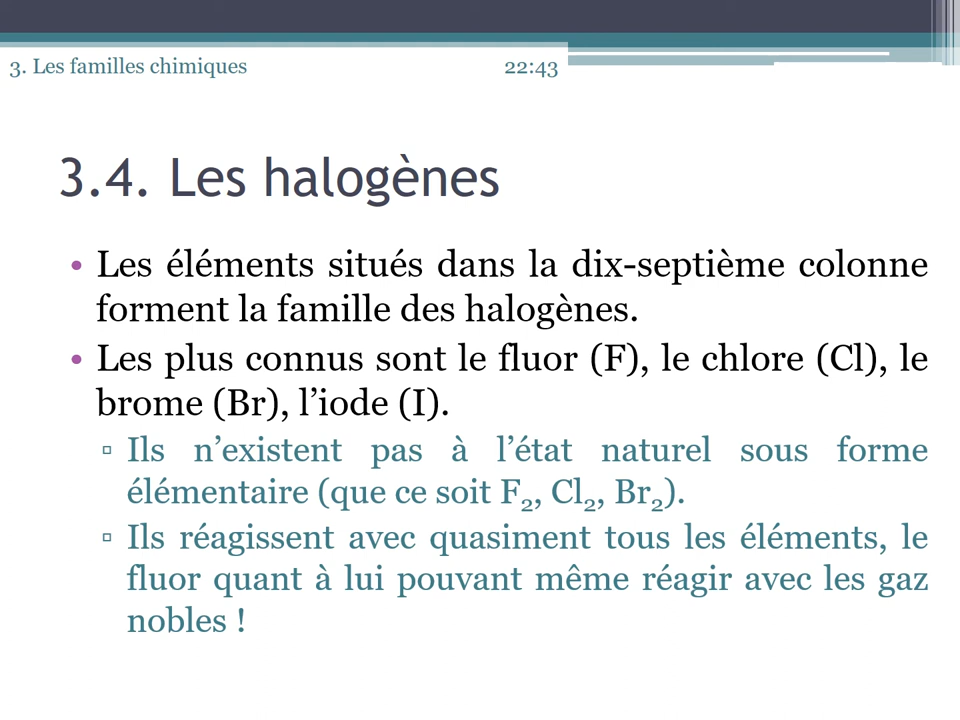 3. Les familles chimiques 22:43
3.4. Les halogènes
• Les éléments situés dans la dix-septième colonne
forment la famille des halogènes.
• Les plus connus sont le fluor (F), le chlore (Cl), le
brome (Br), l’iode (I).
▫ Ils n’existent pas à l’état naturel sous forme
élémentaire (que ce soit F₂, Cl₂, Br₂).
▫ Ils réagissent avec quasiment tous les éléments, le
fluor quant à lui pouvant même réagir avec les gaz
nobles !